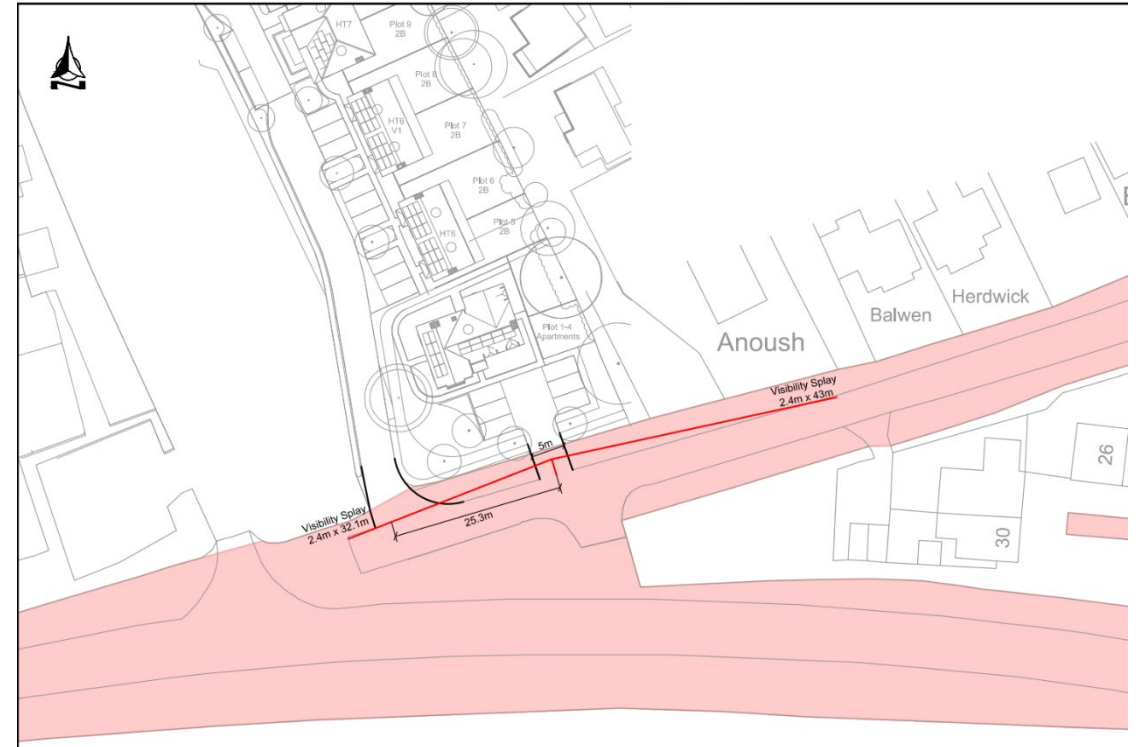 N
HT7
Plot 9
2B
Plot 8
2B
HT6
V1
Plot 7
2B
Plot 6
2B
HT6
Plot 5
2B
Plot 1-4
Apartments
Anoush
Balwen
Herdwick
Visibility Splay
2.4m x 43m
5m
Visibility Splay
2.4m x 32.1m
25.3m
26
30